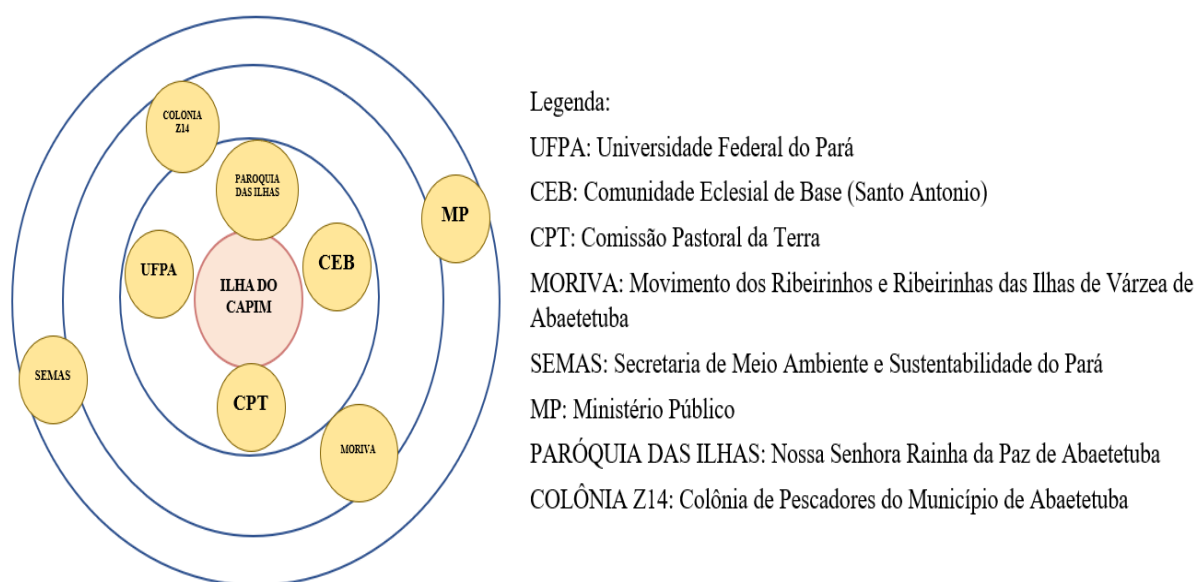 COLONIA
Z14
PAROQUIA
DAS ILHAS
MP
UFPA
CEB
ILHA DO
CAPIM
SEMAS
CPT
MORIVA
Legenda:
UFPA: Universidade Federal do Pará
CEB: Comunidade Eclesial de Base (Santo Antonio)
CPT: Comissão Pastoral da Terra
MORIVA: Movimento dos Ribeirinhos e Ribeirinhas das Ilhas de Várzea de
Abaetetuba
SEMAS: Secretaria de Meio Ambiente e Sustentabilidade do Pará
MP: Ministério Público
PARÓQUIA DAS ILHAS: Nossa Senhora Rainha da Paz de Abaetetuba
COLÔNIA Z14: Colônia de Pescadores do Município de Abaetetuba